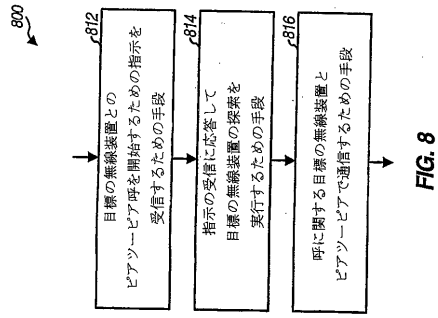 800
812
目標の無線装置との
ピアツーピア呼を開始するための指示を
受信するための手段
814
指示の受信に応答して
目標の無線装置の探索を
実行するための手段
816
呼に関する目標の無線装置と
ピアツーピアで通信するための手段
FIG. 8